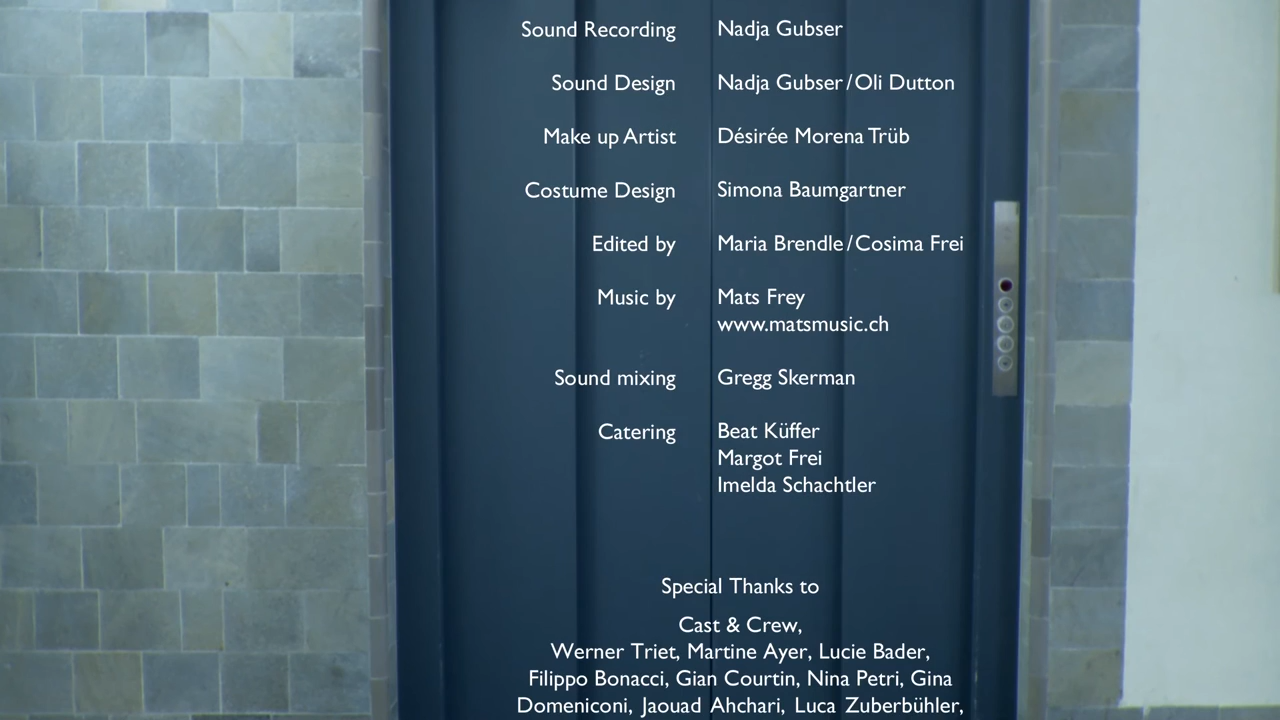 Sound Recording Nadja Gubser
Sound Design Nadja Gubser/Oli Dutton
Make up Artist Désirée Morena Trüb
Costume Design Simona Baumgartner
Edited by Maria Brendle/Cosima Frei
Music by Mats Frey
www.matsmusic.ch
Sound mixing Gregg Skerman
Catering Beat Küffer
Margot Frei
Imelda Schachtler
Special Thanks to
Cast & Crew,
Werner Triet, Martine Ayer, Lucie Bader,
Filippo Bonacci, Gian Courtin, Nina Petri, Gina
Domeniconi, Jaouad Ahchari, Luca Zuberbühler,